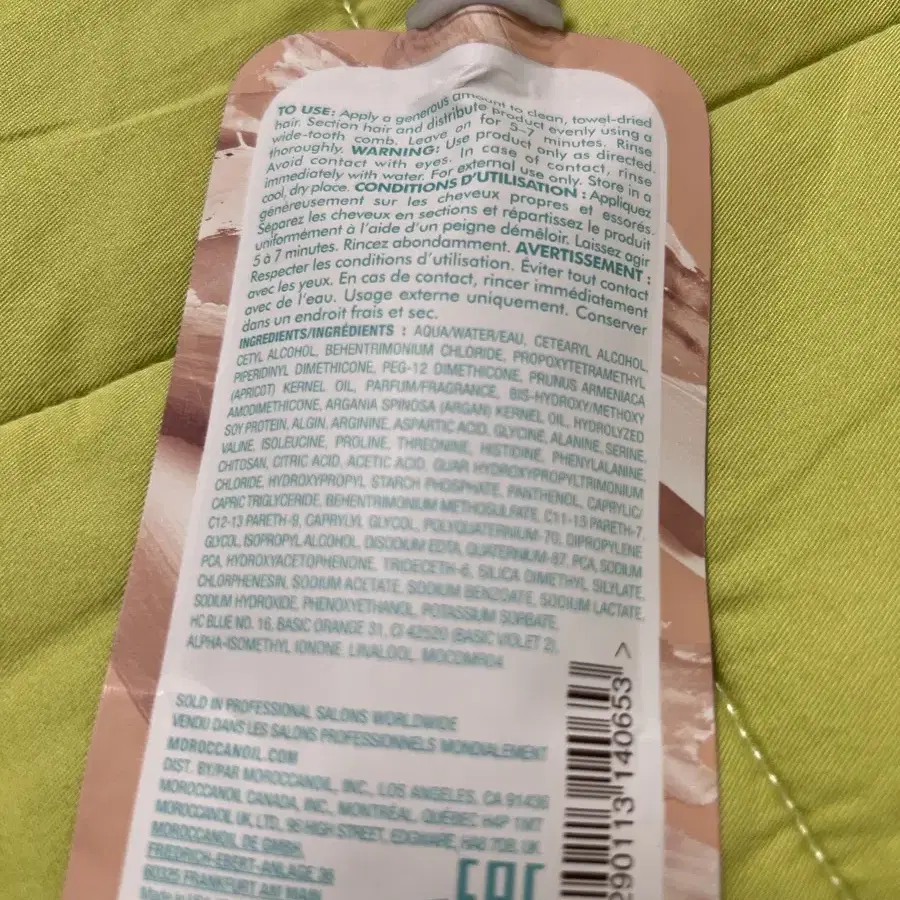 TO USE: Apply a generous amount to clean, towel-dried
hair. Section hair and distribute product evenly using a
wide-tooth comb. Leave on for 5-7 minutes. Rinse
thoroughly. WARNING: Use product only as directed.
Avoid contact with eyes. In case of contact, rinse
immediately with water. For external use only. Store in a
cool, dry place. CONDITIONS D'UTILISATION : Appliquez
généreusement sur les cheveux propres et essorés.
Séparez les cheveux en sections et répartissez le produit
uniformément à l'aide d'un peigne démêloir. Laissez agir
5 à 7 minutes. Rincez abondamment. AVERTISSEMENT :
Respecter les conditions d'utilisation. Éviter tout contact
avec les yeux. En cas de contact, rincer immédiatement
avec de l'eau. Usage externe uniquement. Conserver
dans un endroit frais et sec.
INGREDIENTS/INGRÉDIENTS : AQUA/WATER/EAU, CETEARYL ALCOHOL,
CETYL ALCOHOL, BEHENTRIMONIUM CHLORIDE, PROPOXYTETRAMETHYL
PIPERIDINYL DIMETHICONE, PEG-12 DIMETHICONE, PRUNUS ARMENIACA
(APRICOT) KERNEL OIL, PARFUM/FRAGRANCE, BIS-HYDROXY/METHOXY
AMODIMETHICONE, ARGANIA SPINOSA (ARGAN) KERNEL OIL, HYDROLYZED
SOY PROTEIN, ALGIN, ARGININE, ASPARTIC ACID, GLYCINE, ALANINE, SERINE,
VALINE, ISOLEUCINE, PROLINE, THREONINE, HISTIDINE, PHENYLALANINE,
CHITOSAN, CITRIC ACID, ACETIC ACID, GUAR HYDROXYPROPYLTRIMONIUM
CHLORIDE, HYDROXYPROPYL STARCH PHOSPHATE, PANTHENOL, CAPRYLIC/
CAPRIC TRIGLYCERIDE, BEHENTRIMONIUM METHOSULFATE, C11-15 PARETH-7,
C12-13 PARETH-9, CAPRYLYL GLYCOL, POLYQUATERNIUM-70, DIPROPYLENE
GLYCOL, ISOPROPYL ALCOHOL, DISODIUM EDTA, QUATERNIUM-87, PCA, SODIUM
PCA, HYDROXYACETOPHENONE, TRIDECETH-6, SILICA DIMETHYL SILYLATE,
CHLORPHENESIN, SODIUM ACETATE, SODIUM BENZOATE, SODIUM LACTATE,
SODIUM HYDROXIDE, PHENOXYETHANOL, POTASSIUM SORBATE.
HC BLUE NO. 16, BASIC ORANGE 31, CI 42520 (BASIC VIOLET 2),
ALPHA-ISOMETHYL IONONE, LINALOOL. MOCDMR04
SOLD IN PROFESSIONAL SALONS WORLDWIDE
VENDU DANS LES SALONS PROFESSIONNELS MONDIALEMENT
MOROCCANOIL.COM
DIST. BY/PAR MOROCCANOIL, INC., LOS ANGELES, CA 91436
MOROCCANOIL CANADA, INC., MONTRÉAL, QUÉBEC H4P 1W7
MOROCCANOIL UK, LTD., 96 HIGH STREET, EDGWARE, HA8 7DB, UK
MOROCCANOIL DE GMBH,
FRIEDRICH-EBERT-ANLAGE 36
60325 FRANKFURT AM MAIN
Made in
EAC
290113 140653 >